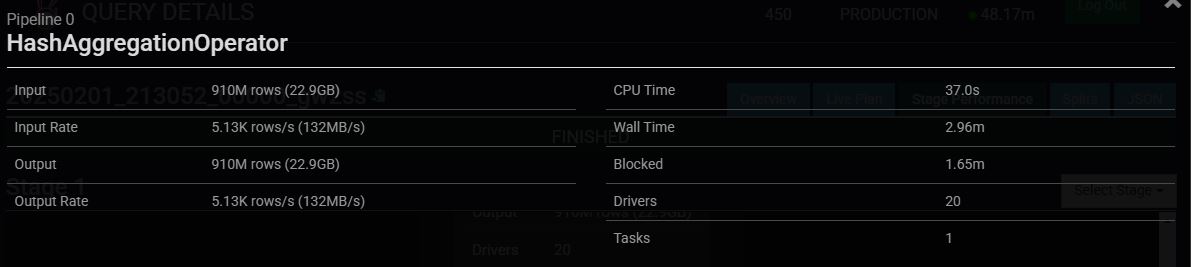 QUERY DETAILS
450 PRODUCTION 48.17m
Log Out
Pipeline 0
HashAggregationOperator
Input 910M rows (22.9GB)
CPU Time 37.0s
Overview Live Plan Stage Performance Splits JSON
Input Rate 5.13K rows/s (132MB/s)
Wall Time 2.96m
FINISHED
Output 910M rows (22.9GB)
Blocked 1.65m
Stage 1
Select Stage
Output Rate 5.13K rows/s (132MB/s)
Drivers 20
Output 910M rows (22.9GB)
Tasks 1
Drivers 20